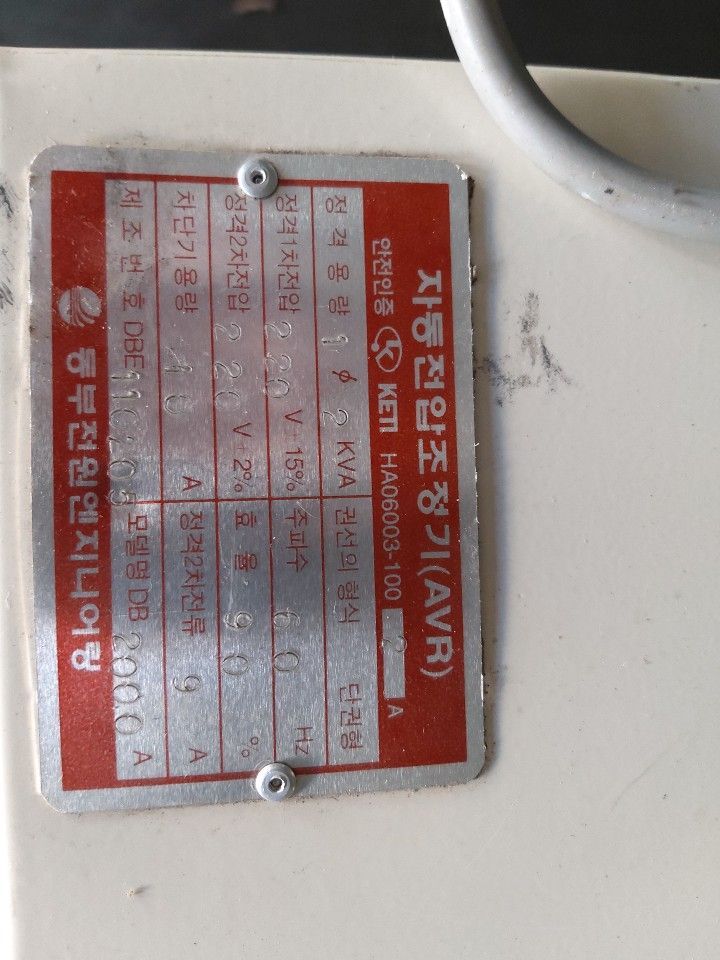 자동전압조정기(AVR)
안전인증 KETI HA06003-100 2 A
정격용량 1 ø 2 KVA 권선의형식 단권형
정격1차전압 220 V±15% 주파수 60 Hz
정격2차전압 220 V±2% 효율 90 %
차단기용량 10 A 정격2차전류 9 A
제조번호 DBE 110205 모델명 DB 2000 A
동부전원엔지니어링